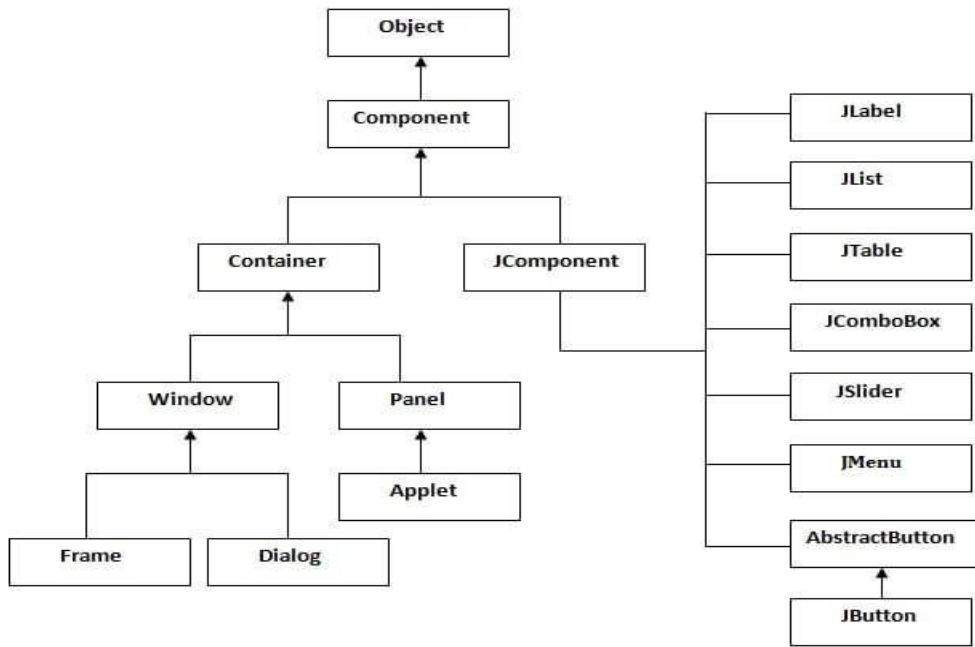 Object
Component
Container
JComponent
Window
Panel
Applet
Frame
Dialog
JLabel
JList
JTable
JComboBox
JSlider
JMenu
AbstractButton
JButton